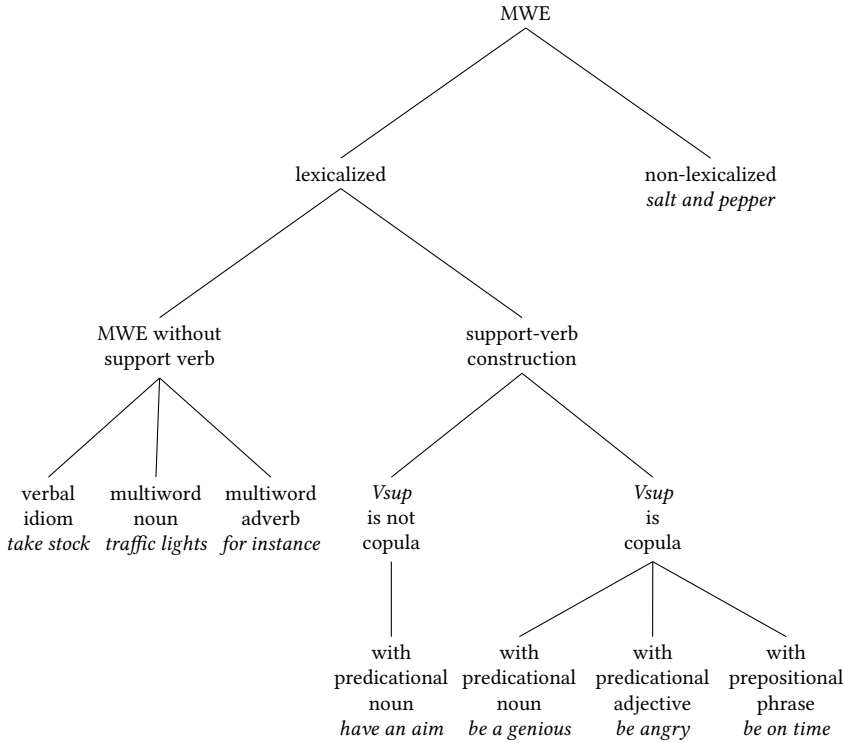 MWE
lexicalized
non-lexicalized
salt and pepper
MWE without
support verb
support-verb
construction
verbal
idiom
take stock
multiword
noun
traffic lights
multiword
adverb
for instance
Vsup
is not
copula
Vsup
is
copula
with
predicational
noun
have an aim
with
predicational
noun
be a genious
with
predicational
adjective
be angry
with
prepositional
phrase
be on time